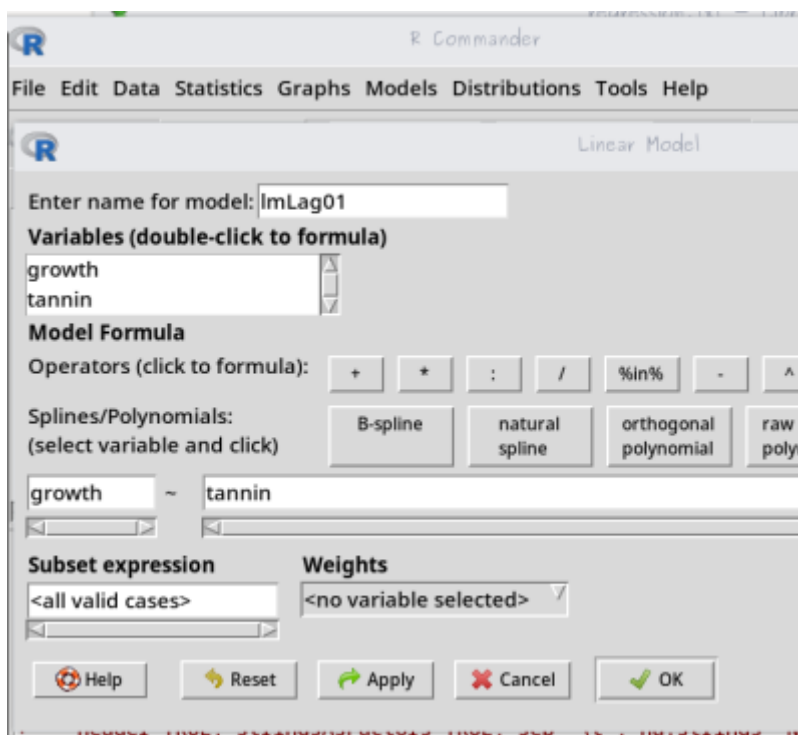 R Commander
File Edit Data Statistics Graphs Models Distributions Tools Help
Linear Model
Enter name for model: lmLag01
Variables (double-click to formula)
growth
tannin
Model Formula
Operators (click to formula): + * : / %in% - ^
Splines/Polynomials:
(select variable and click)
B-spline
natural
spline
orthogonal
polynomial
raw
growth ~ tannin
Subset expression Weights
<all valid cases> <no variable selected>
Help Reset Apply Cancel OK